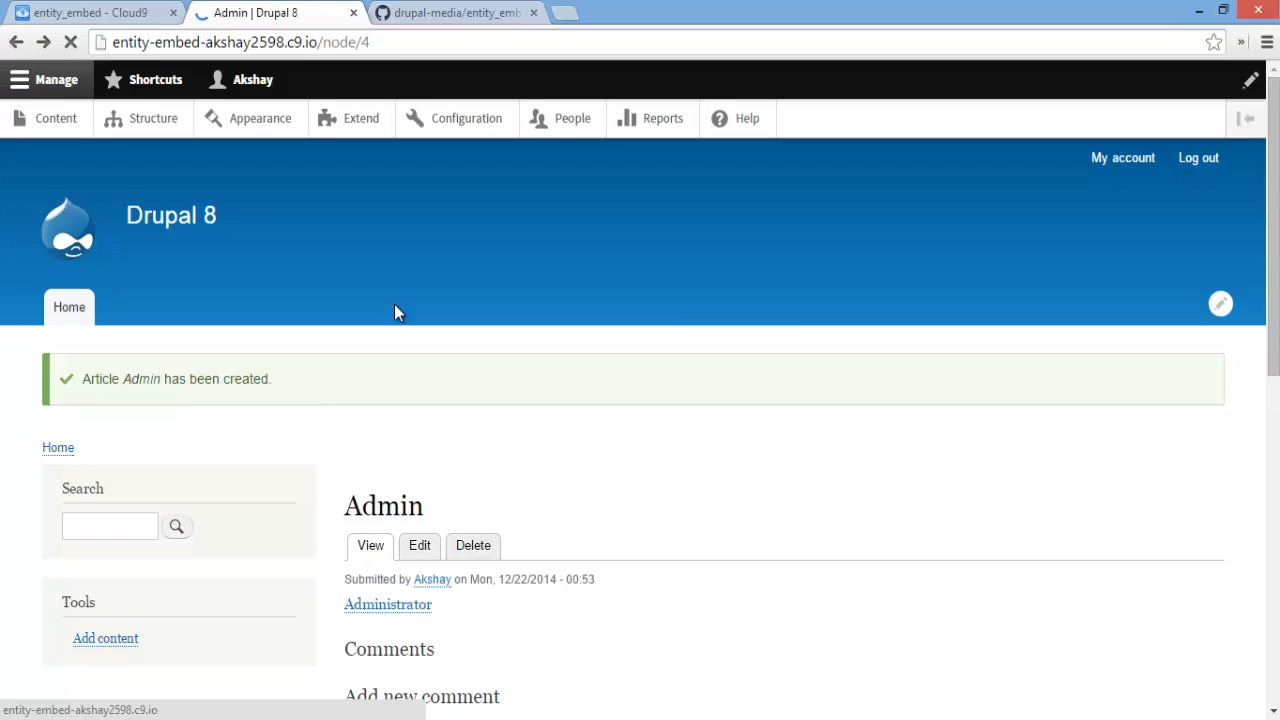 entity_embed - Cloud9
Admin | Drupal 8
drupal-media/entity_emb
entity-embed-akshay2598.c9.io/node/4
Manage
Shortcuts
Akshay
Content
Structure
Appearance
Extend
Configuration
People
Reports
Help
My account
Log out
Drupal 8
Home
Article Admin has been created.
Home
Search
Admin
View
Edit
Delete
Submitted by Akshay on Mon, 12/22/2014 - 00:53
Tools
Administrator
Add content
Comments
Add new comment
entity-embed-akshay2598.c9.io